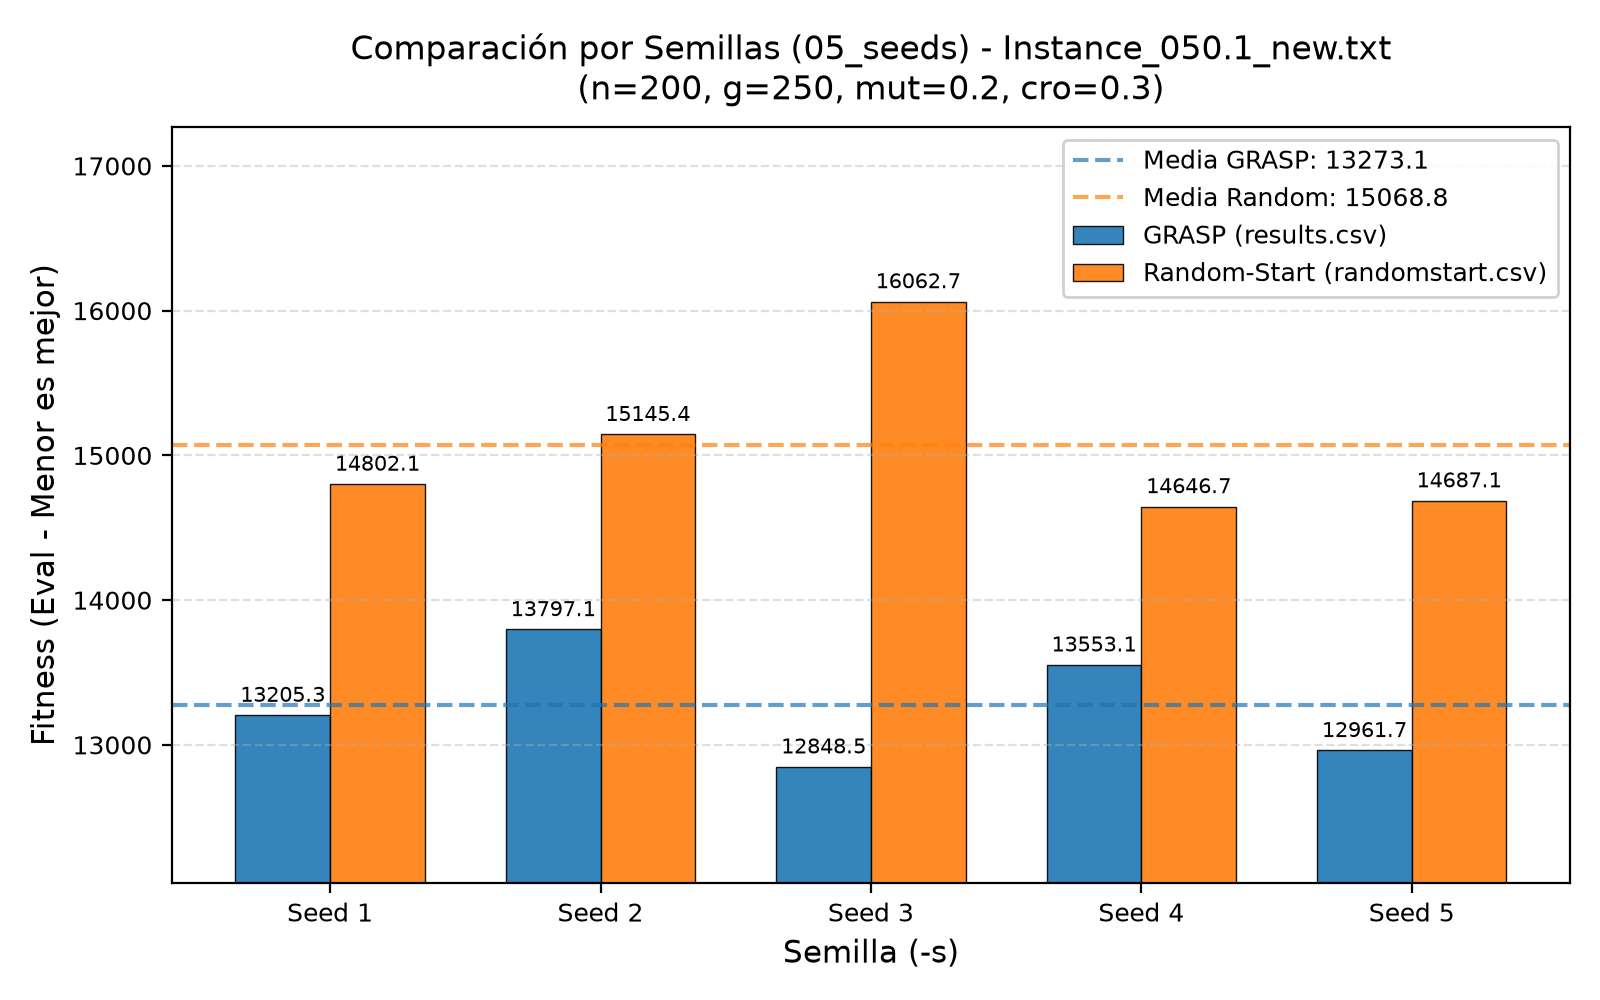 Comparación por Semillas (05_seeds) - Instance_050.1_new.txt
(n=200, g=250, mut=0.2, cro=0.3)
Fitness (Eval - Menor es mejor)
17000
16000
15000
14000
13000
Media GRASP: 13273.1
Media Random: 15068.8
GRASP (results.csv)
Random-Start (randomstart.csv)
13205.3
14802.1
13797.1
15145.4
12848.5
16062.7
13553.1
14646.7
12961.7
14687.1
Seed 1
Seed 2
Seed 3
Seed 4
Seed 5
Semilla (-s)